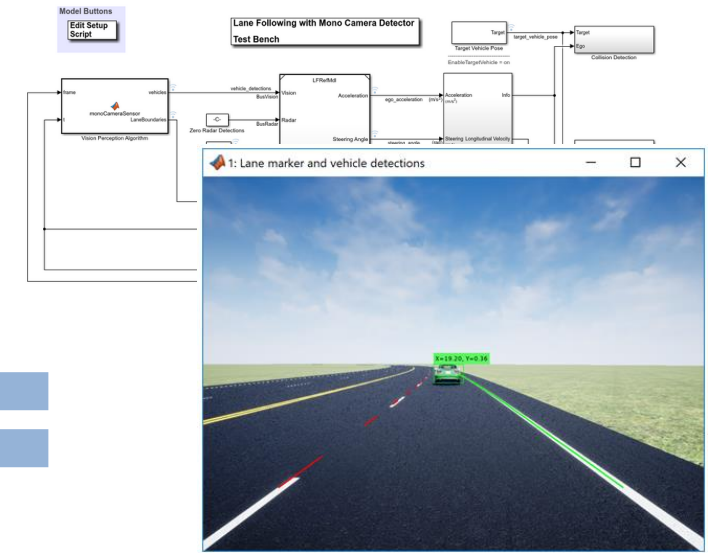 Model Buttons
Edit Setup
Script
Lane Following with Mono Camera Detector
Test Bench
Target
target_vehicle_pose
Target Vehicle Pose
EnableTargetVehicle = on
Target
Ego
Collision Detection
frame
vehicles
monoCameraSensor
LaneBoundaries
Vision Perception Algorithm
vehicle_detections
BusVision
Zero Radar Detections
BusRadar
LFRefMdl
Vision
Acceleration
Radar
Steering Angle
ego_acceleration (m/s²)
Acceleration
(m/s²)
Info
steering_angle
Steering
Longitudinal Velocity
1: Lane marker and vehicle detections
X=19.20, Y=0.36